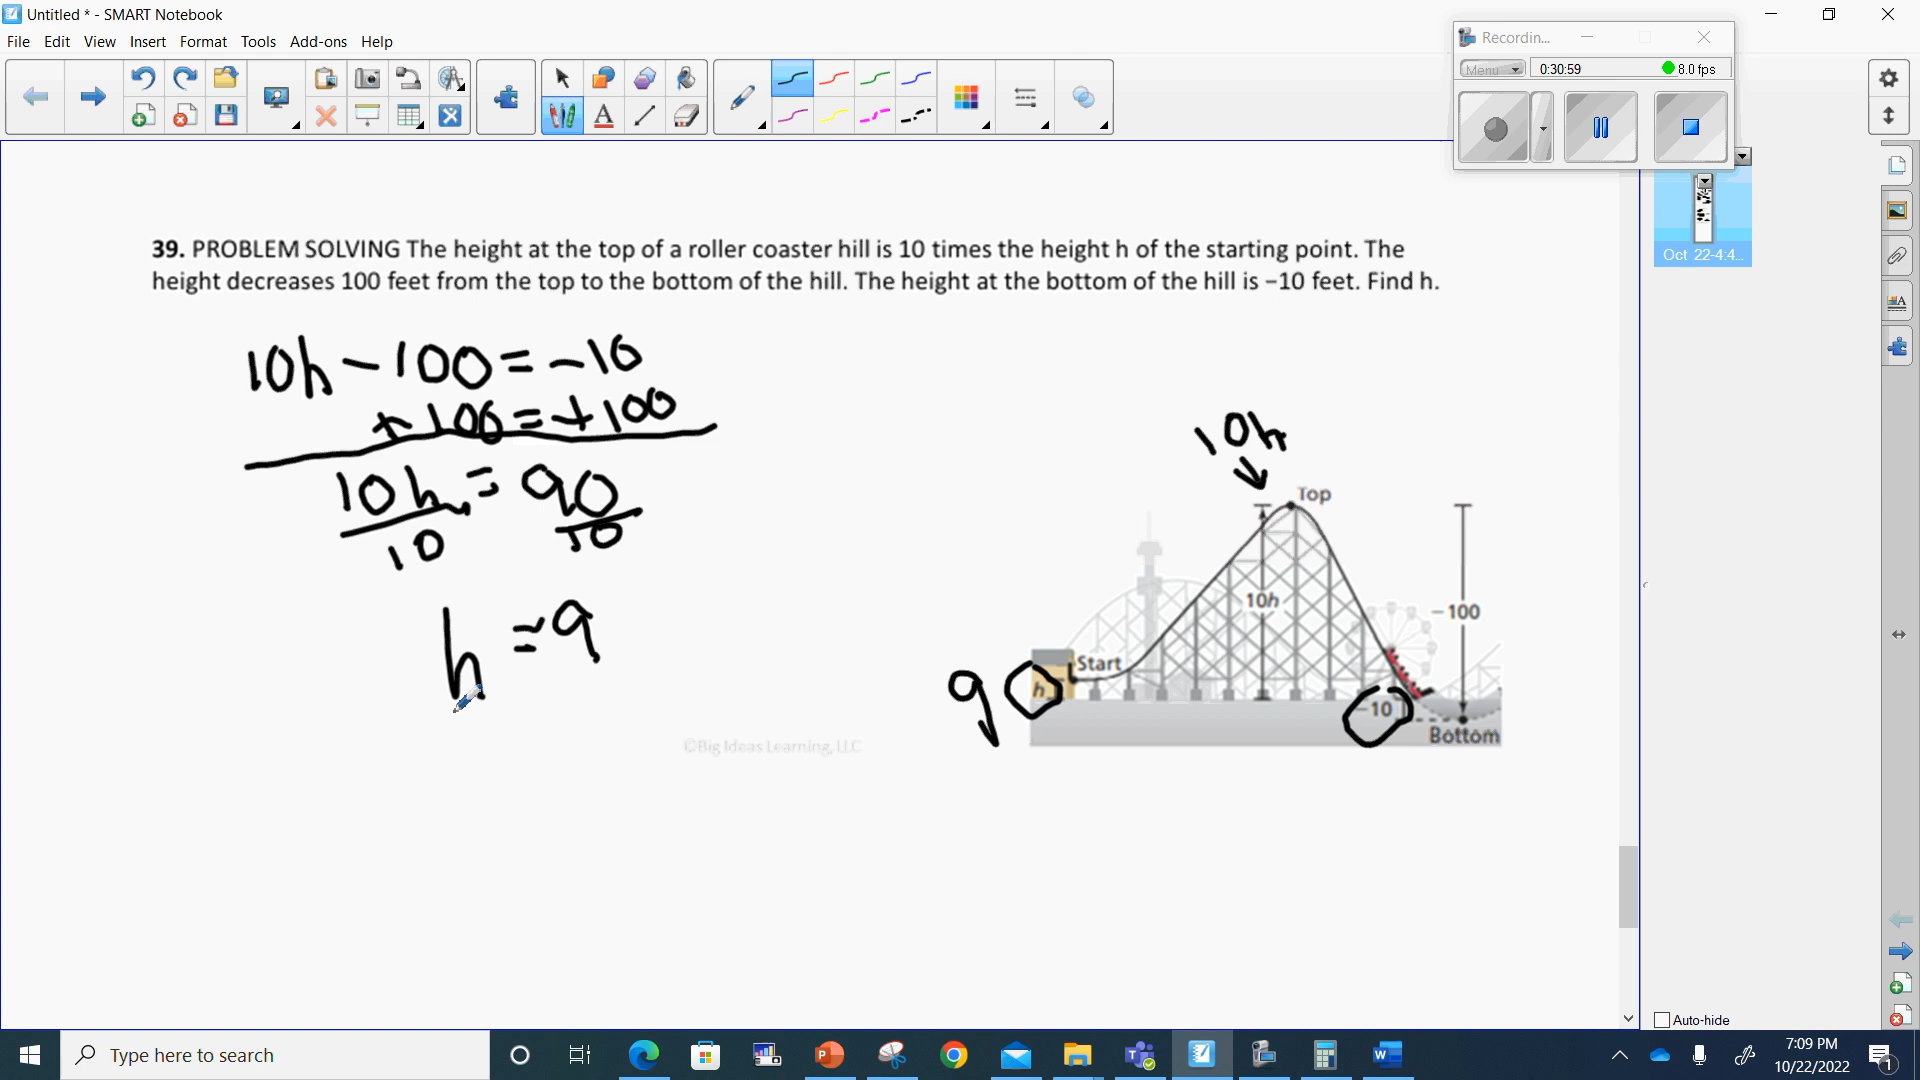 Untitled * - SMART Notebook
File Edit View Insert Format Tools Add-ons Help
Recordin...
Menu 0:30:59 8.0 fps
Oct 22-4:4...
39. PROBLEM SOLVING The height at the top of a roller coaster hill is 10 times the height h of the starting point. The
height decreases 100 feet from the top to the bottom of the hill. The height at the bottom of the hill is −10 feet. Find h.
10h - 100 = -10
+ 100 = +100
10h = 90
10 10
h = 9
10h
Top
10h
-100
Start
9 h
-10
Bottom
©Big Ideas Learning, LLC
Auto-hide
Type here to search
7:09 PM
10/22/2022
1